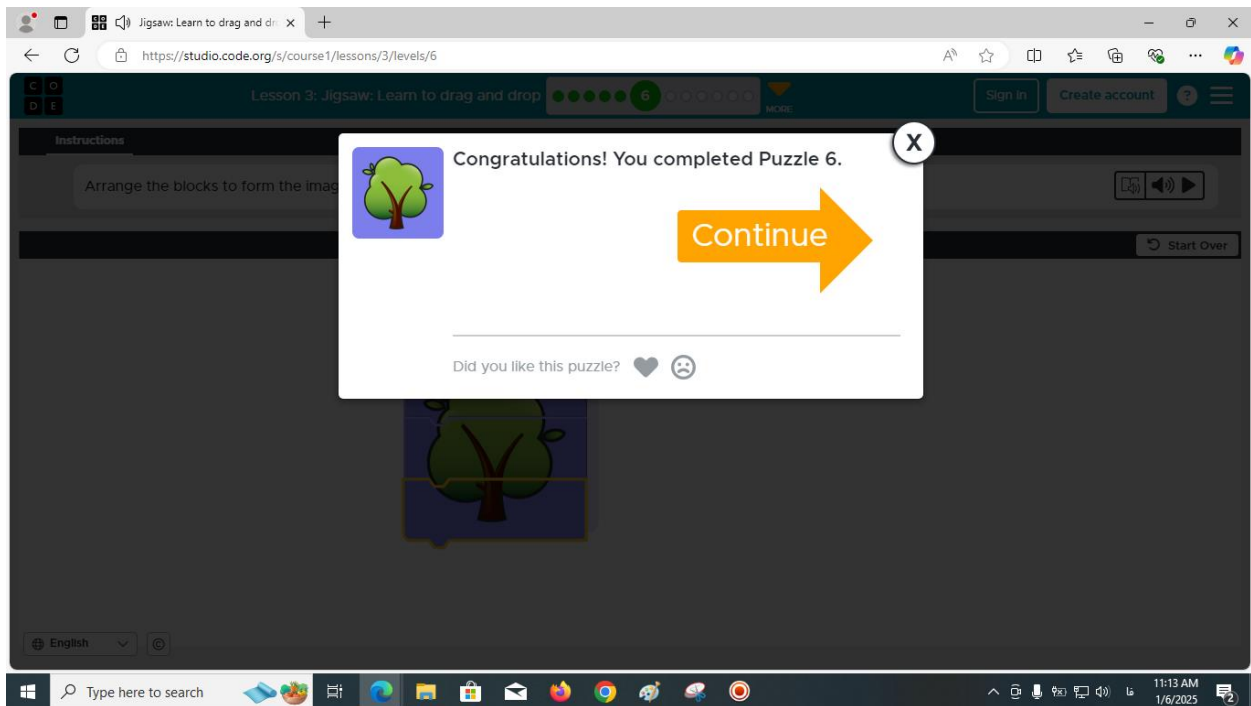 Jigsaw: Learn to drag and dr
https://studio.code.org/s/course1/lessons/3/levels/6
C O
D E
Lesson 3: Jigsaw: Learn to drag and drop
6
MORE
Sign in
Create account
?
Instructions
Arrange the blocks to form the imag
Congratulations! You completed Puzzle 6.
X
Continue
Start Over
Did you like this puzzle?
English
©
Type here to search
فا
11:13 AM
1/6/2025
2